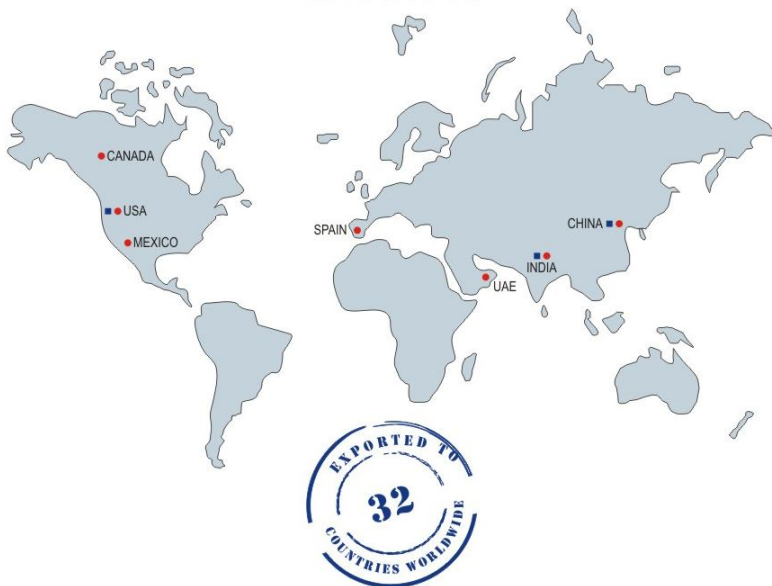 CANADA
USA
MEXICO
SPAIN
CHINA
INDIA
UAE
EXPORTED TO
32
COUNTRIES WORLDWIDE